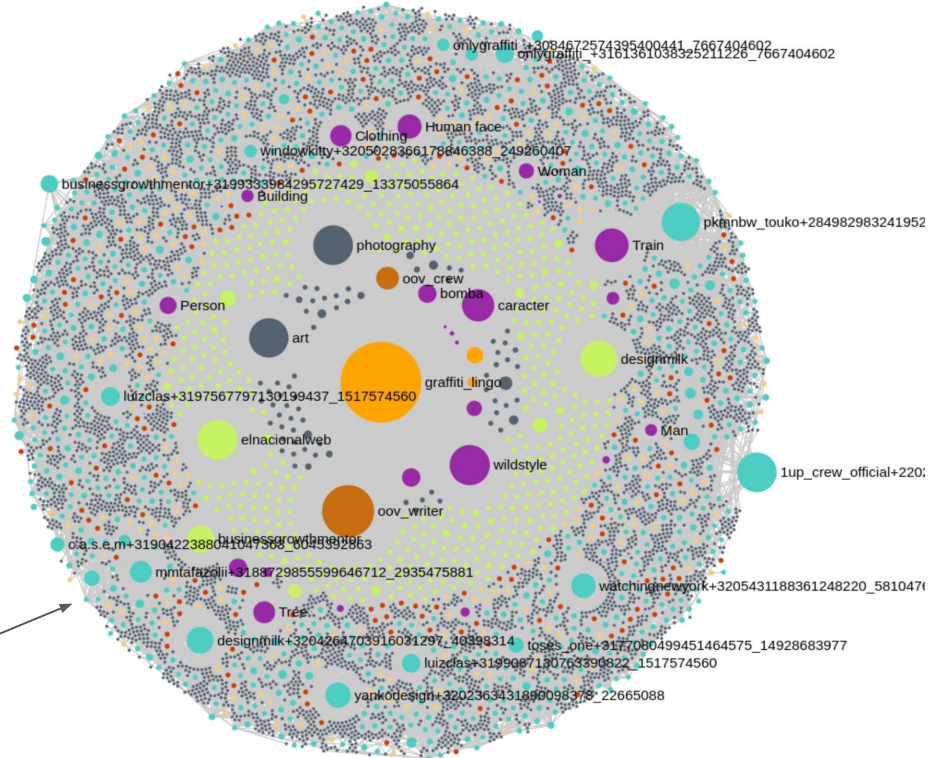 onlygraffiti_+3084672574395400441_7667404602
onlygraffiti_+3161361038325211226_7667404602
Human face
Clothing
windowkitty+3205028366178846388_249260407
Woman
businessgrowthmentor+3199333984295727429_13375055864
Building
pkmnbw_touko+284982983241952
photography
Train
oov_crew
bomba
Person
caracter
art
designmilk
graffiti_lingo
luizclas+3197567797130199437_1517574560
Man
elnacionalweb
wildstyle
1up_crew_official+2202
oov_writer
businessgrowthmentor
c.a.s.e.m+3190422388041047368_6045392863
mmtafazolii+3188729855599646712_2935475881
watchingnewyork+3205431188361248220_5810476
Tree
designmilk+3204264703916031297_40398314
toses_one+3177080499451464575_14928683977
luizclas+3199087130763390822_1517574560
yankodesign+3202363431890098378_22665088